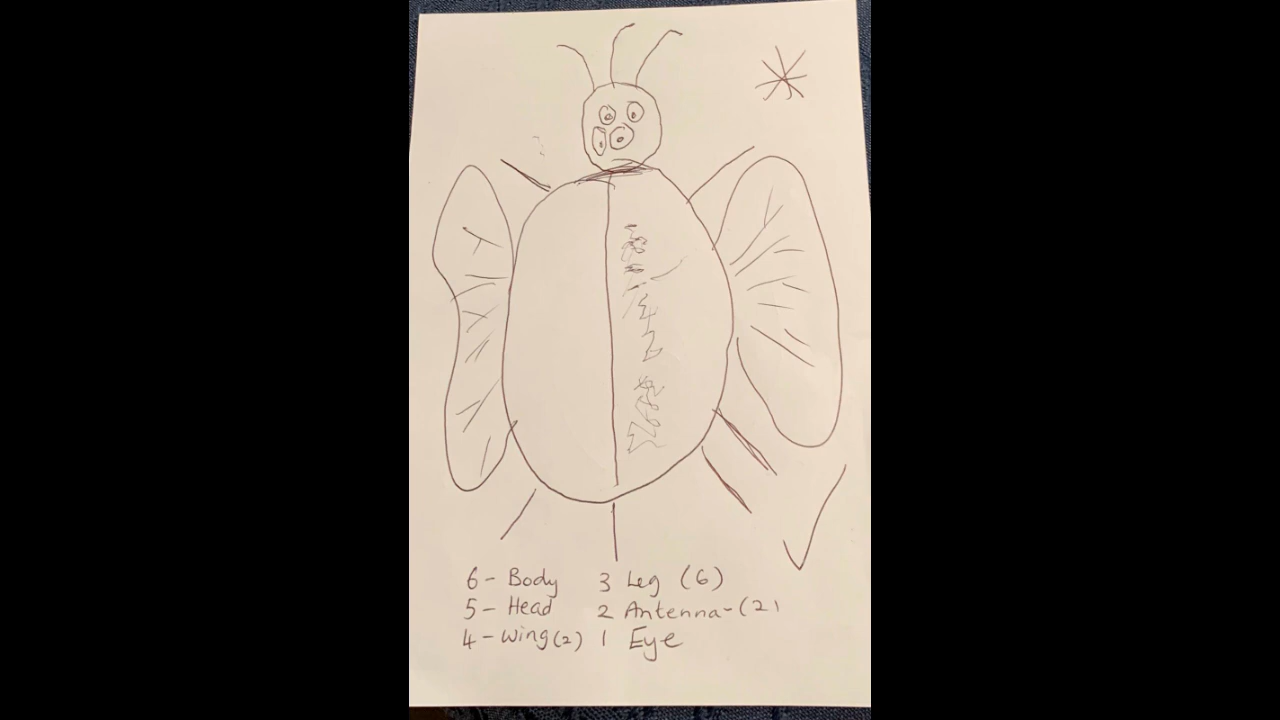 6 - Body 3 Leg (6)
5 - Head 2 Antenna - (2)
4 - Wing (2) 1 Eye